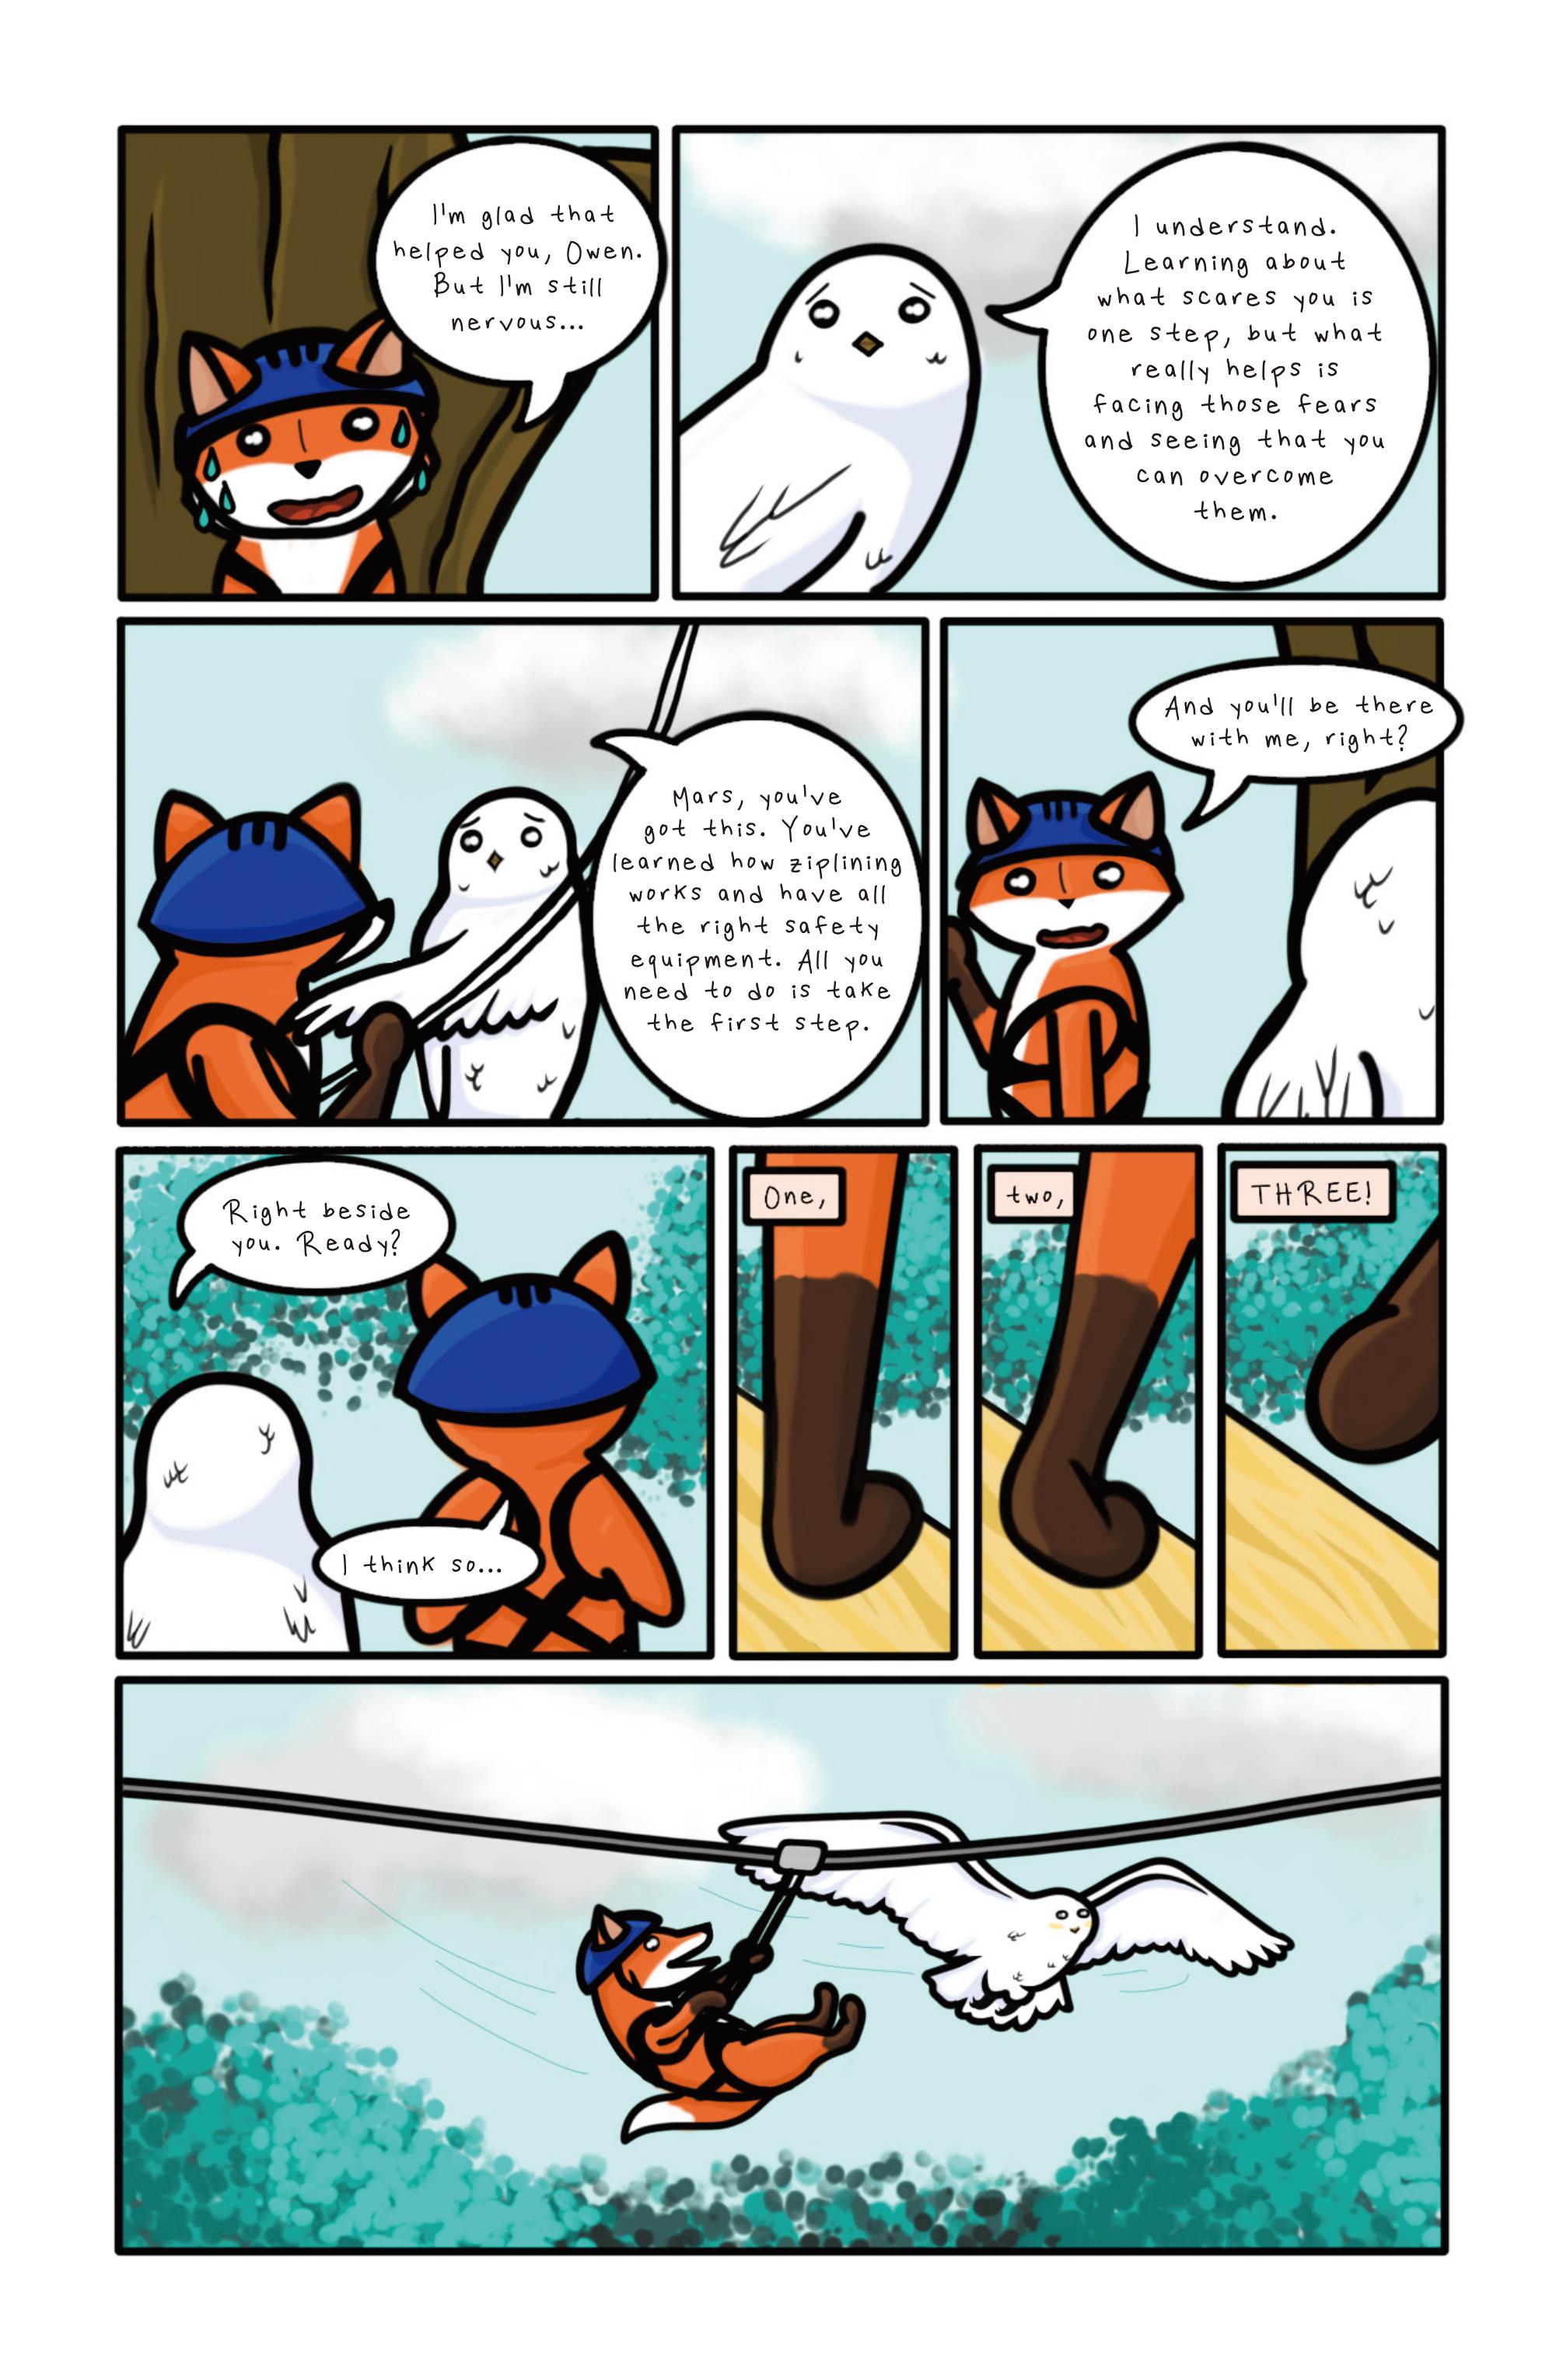 I'm glad that
helped you, Owen.
But I'm still
nervous...
I understand.
Learning about
what scares you is
one step, but what
really helps is
facing those fears
and seeing that you
can overcome
them.
Mars, you've
got this. You've
learned how ziplining
works and have all
the right safety
equipment. All you
need to do is take
the first step.
And you'll be there
with me, right?
Right beside
you. Ready?
I think so...
One,
two,
THREE!